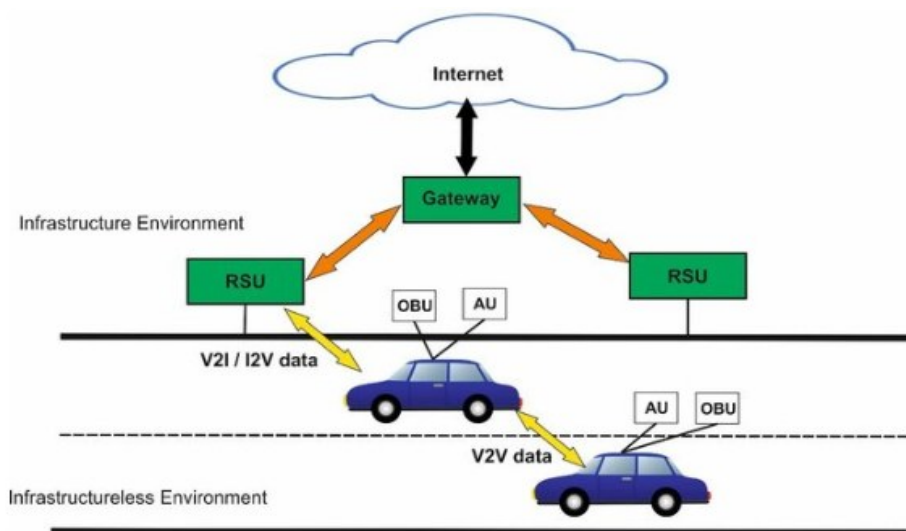 Internet
Gateway
Infrastructure Environment
RSU
RSU
OBU
AU
V2I / I2V data
AU
OBU
V2V data
Infrastructureless Environment